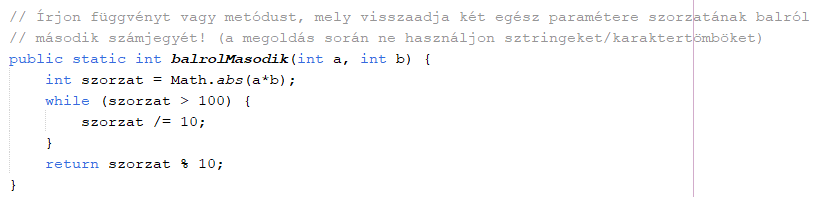 // Írjon függvényt vagy metódust, mely visszaadja két egész paramétere szorzatának balról
// második számjegyét! (a megoldás során ne használjon sztringeket/karaktertömböket)
public static int balrolMasodik(int a, int b) {
    int szorzat = Math.abs(a*b);
    while (szorzat > 100) {
        szorzat /= 10;
    }
    return szorzat % 10;
}